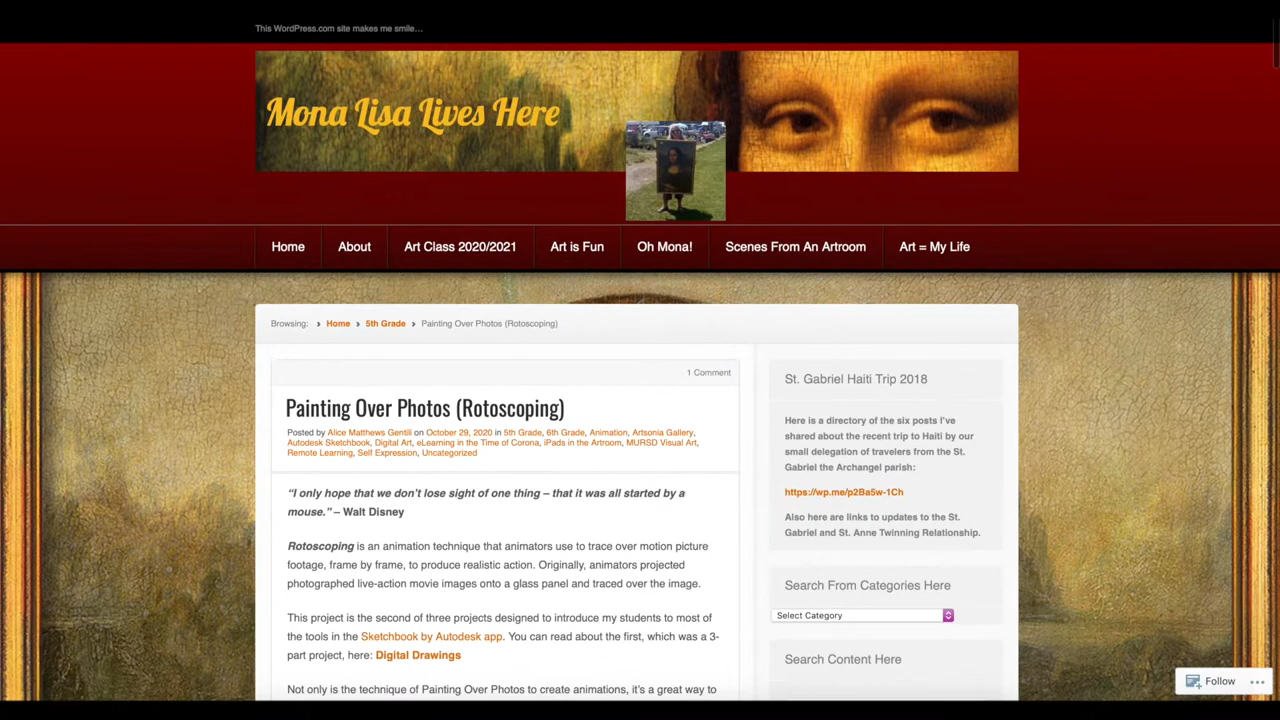 This WordPress.com site makes me smile…
Mona Lisa Lives Here
Home About Art Class 2020/2021 Art is Fun Oh Mona! Scenes From An Artroom Art = My Life
Browsing: › Home › 5th Grade › Painting Over Photos (Rotoscoping)
1 Comment
Painting Over Photos (Rotoscoping)
Posted by Alice Matthews Gentili on October 29, 2020 in 5th Grade, 6th Grade, Animation, Artsonia Gallery,
Autodesk Sketchbook, Digital Art, eLearning in the Time of Corona, iPads in the Artroom, MURSD Visual Art,
Remote Learning, Self Expression, Uncategorized
“I only hope that we don’t lose sight of one thing – that it was all started by a
mouse.” – Walt Disney
Rotoscoping is an animation technique that animators use to trace over motion picture
footage, frame by frame, to produce realistic action. Originally, animators projected
photographed live-action movie images onto a glass panel and traced over the image.
This project is the second of three projects designed to introduce my students to most of
the tools in the Sketchbook by Autodesk app. You can read about the first, which was a 3-
part project, here: Digital Drawings
Not only is the technique of Painting Over Photos to create animations, it’s a great way to
St. Gabriel Haiti Trip 2018
Here is a directory of the six posts I’ve
shared about the recent trip to Haiti by our
small delegation of travelers from the St.
Gabriel the Archangel parish:
https://wp.me/p2Ba5w-1Ch
Also here are links to updates to the St.
Gabriel and St. Anne Twinning Relationship.
Search From Categories Here
Select Category
Search Content Here
Follow